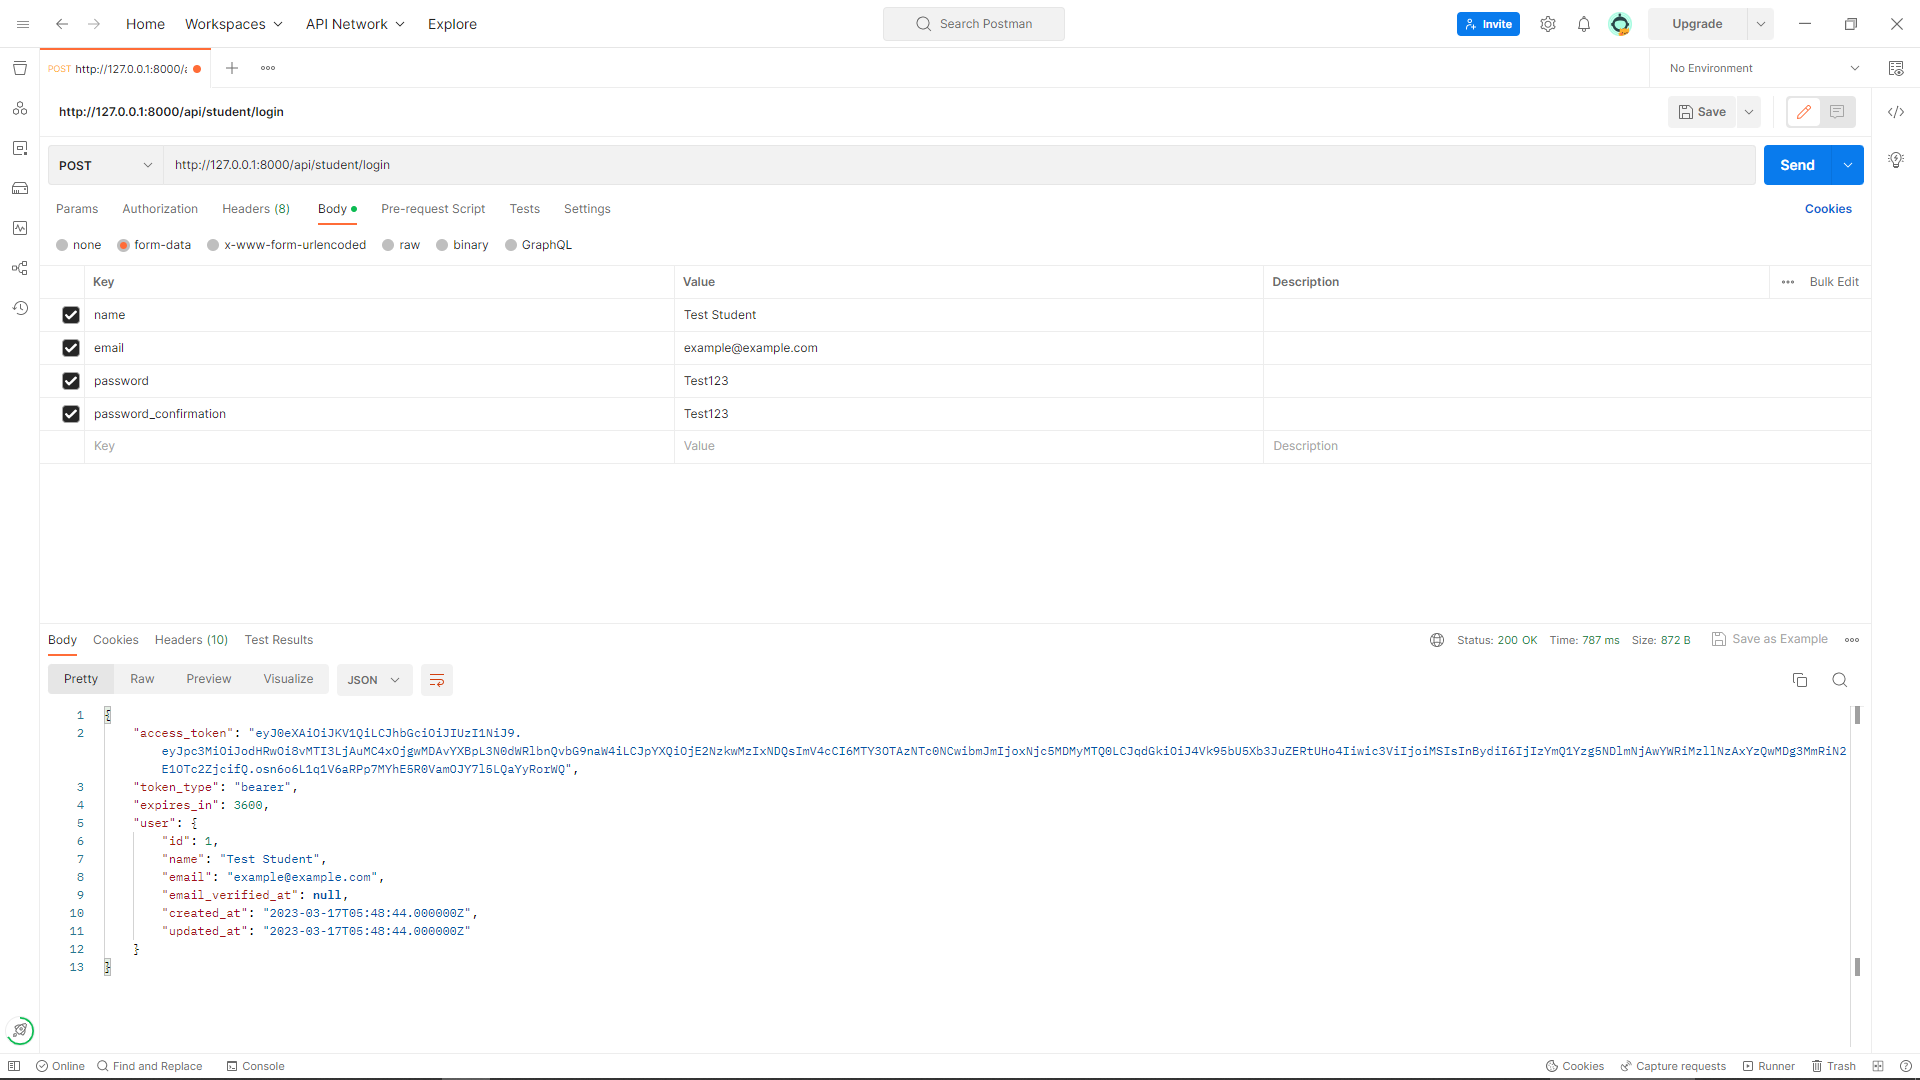 Home Workspaces API Network Explore Search Postman Invite Upgrade
POST http://127.0.0.1:8000/a No Environment
http://127.0.0.1:8000/api/student/login Save
POST http://127.0.0.1:8000/api/student/login Send
Params Authorization Headers (8) Body Pre-request Script Tests Settings Cookies
none form-data x-www-form-urlencoded raw binary GraphQL
Key Value Description Bulk Edit
name Test Student
email example@example.com
password Test123
password_confirmation Test123
Key Value Description
Body Cookies Headers (10) Test Results Status: 200 OK Time: 787 ms Size: 872 B Save as Example
Pretty Raw Preview Visualize JSON
1 {
2 "access_token": "eyJ0eXAiOiJKV1QiLCJhbGciOiJIUzI1NiJ9.
eyJpc3MiOiJodHRwOi8vMTI3LjAuMC4xOjgwMDAvYXBpL3N0dWRlbnQvbG9naW4iLCJpYXQiOjE2NzkwMzIxNDQsImV4cCI6MTY3OTAzNTc0NCwibmJmIjoxNjc5MDMyMTQ0LCJqdGkiOiJ4Vk95bU5Xb3JuZERtUHo4Iiwic3ViIjoiMSIsInBydiI6IjIzYmQ1Yzg5NDlmNjAwYWRiMzllNzAxYzQwMDg3MmRiN2
E1OTc2ZjcifQ.osn6o6L1q1V6aRPp7MYhE5R0VamOJY7l5LQaYyRorWQ",
3 "token_type": "bearer",
4 "expires_in": 3600,
5 "user": {
6 "id": 1,
7 "name": "Test Student",
8 "email": "example@example.com",
9 "email_verified_at": null,
10 "created_at": "2023-03-17T05:48:44.000000Z",
11 "updated_at": "2023-03-17T05:48:44.000000Z"
12 }
13 }
Online Find and Replace Console Cookies Capture requests Runner Trash